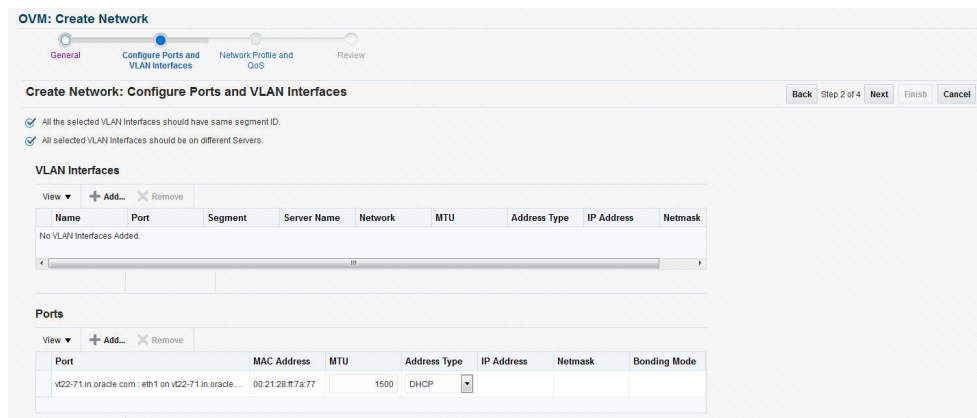 OVM: Create Network
General
Configure Ports and
VLAN Interfaces
Network Profile and
QoS
Review
Create Network: Configure Ports and VLAN Interfaces
Back Step 2 of 4 Next Finish Cancel
All the selected VLAN Interfaces should have same segment ID.
All selected VLAN Interfaces should be on different Servers.
VLAN Interfaces
View Add... Remove
Name Port Segment Server Name Network MTU Address Type IP Address Netmask
No VLAN Interfaces Added.
Ports
View Add... Remove
Port MAC Address MTU Address Type IP Address Netmask Bonding Mode
vt22-71.in.oracle.com : eth1 on vt22-71.in.oracle.... 00:21:28:ff:7a:77 1500 DHCP